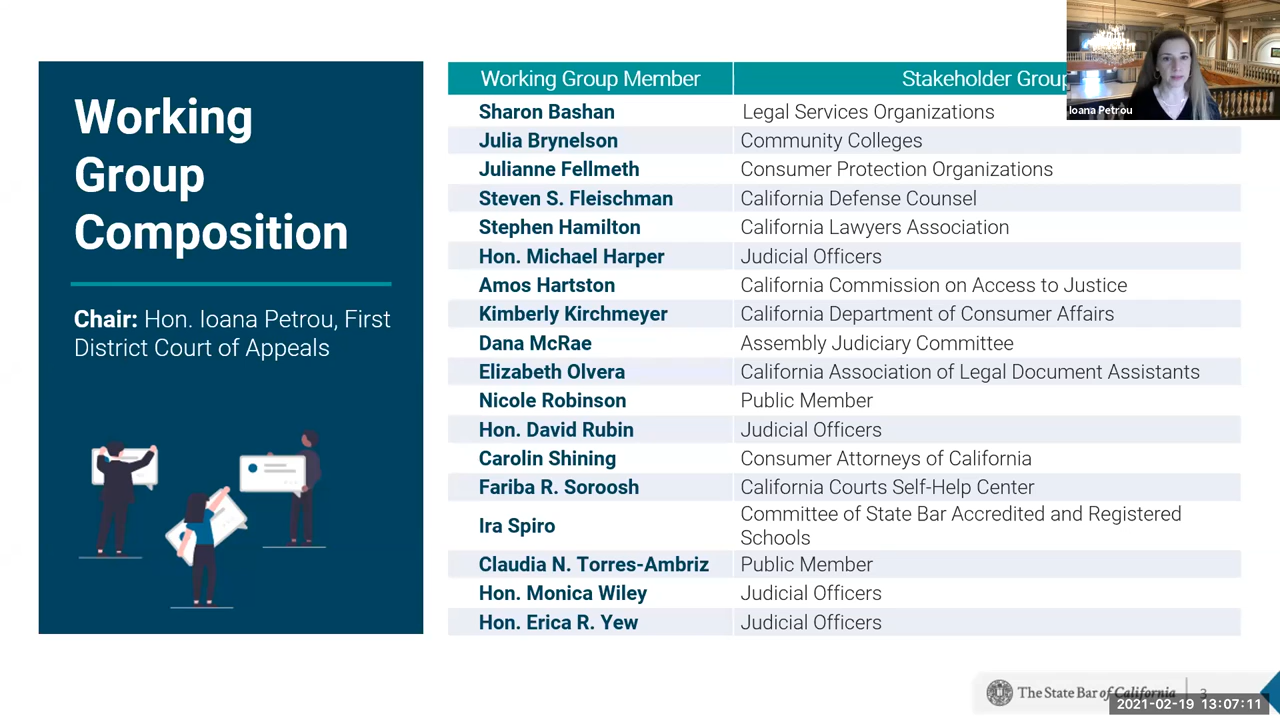 Working
Group
Composition
Chair: Hon. Ioana Petrou, First
District Court of Appeals
Working Group Member Stakeholder Group
Sharon Bashan Legal Services Organizations
Julia Brynelson Community Colleges
Julianne Fellmeth Consumer Protection Organizations
Steven S. Fleischman California Defense Counsel
Stephen Hamilton California Lawyers Association
Hon. Michael Harper Judicial Officers
Amos Hartston California Commission on Access to Justice
Kimberly Kirchmeyer California Department of Consumer Affairs
Dana McRae Assembly Judiciary Committee
Elizabeth Olvera California Association of Legal Document Assistants
Nicole Robinson Public Member
Hon. David Rubin Judicial Officers
Carolin Shining Consumer Attorneys of California
Fariba R. Soroosh California Courts Self-Help Center
Ira Spiro Committee of State Bar Accredited and Registered
Schools
Claudia N. Torres-Ambriz Public Member
Hon. Monica Wiley Judicial Officers
Hon. Erica R. Yew Judicial Officers
Ioana Petrou
The State Bar of California 3
2021-02-19 13:07:11